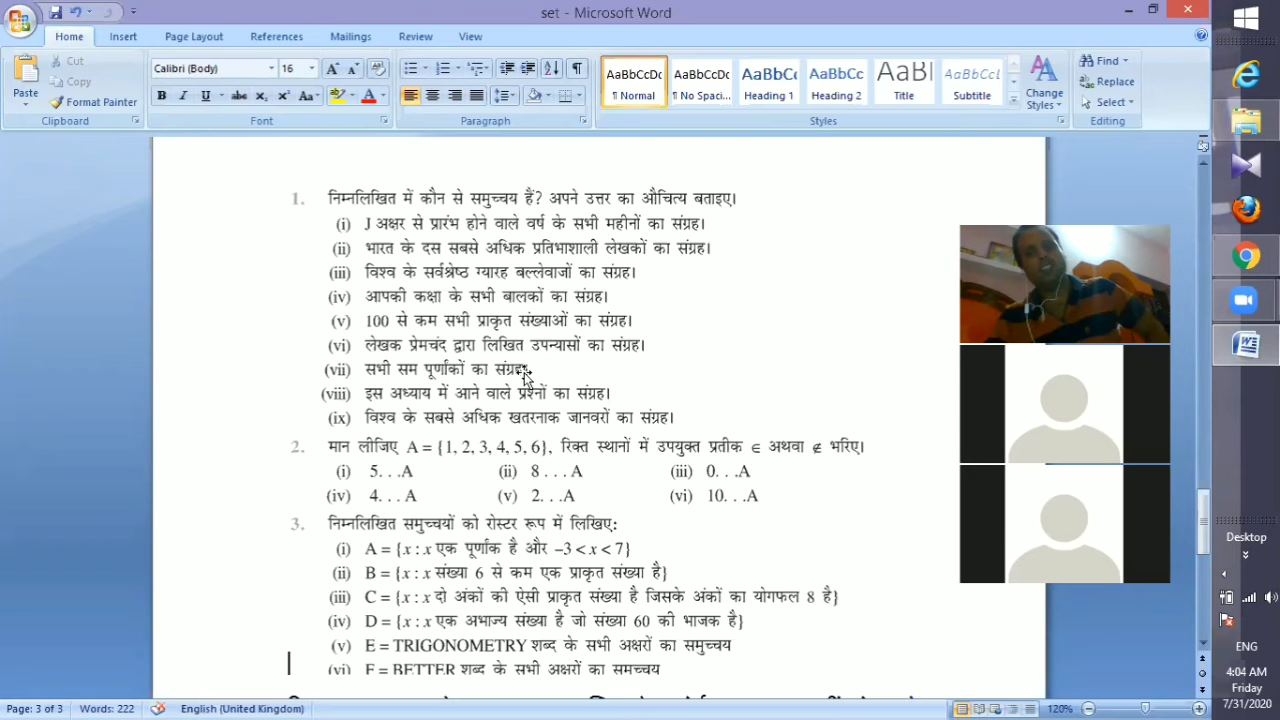 set - Microsoft Word
Home Insert Page Layout References Mailings Review View
Paste
Cut
Copy
Format Painter
Clipboard
Calibri (Body) 16
Font
Paragraph
AaBbCcDc AaBbCcDc AaBbC AaBbCc AaBl AaBbCcL
¶ Normal ¶ No Spaci... Heading 1 Heading 2 Title Subtitle
Change Styles
Styles
Find
Replace
Select
Editing
1. निम्नलिखित में कौन से समुच्चय हैं? अपने उत्तर का औचित्य बताइए।
(i) J अक्षर से प्रारंभ होने वाले वर्ष के सभी महीनों का संग्रह।
(ii) भारत के दस सबसे अधिक प्रतिभाशाली लेखकों का संग्रह।
(iii) विश्व के सर्वश्रेष्ठ ग्यारह बल्लेवाजों का संग्रह।
(iv) आपकी कक्षा के सभी बालकों का संग्रह।
(v) 100 से कम सभी प्राकृत संख्याओं का संग्रह।
(vi) लेखक प्रेमचंद द्वारा लिखित उपन्यासों का संग्रह।
(vii) सभी सम पूर्णांकों का संग्रह
(viii) इस अध्याय में आने वाले प्रश्नों का संग्रह।
(ix) विश्व के सबसे अधिक खतरनाक जानवरों का संग्रह।
2. मान लीजिए A = {1, 2, 3, 4, 5, 6}, रिक्त स्थानों में उपयुक्त प्रतीक ∈ अथवा ∉ भरिए।
(i) 5. . .A (ii) 8 . . .A (iii) 0. . .A
(iv) 4. . . A (v) 2. . .A (vi) 10. . .A
3. निम्नलिखित समुच्चयों को रोस्टर रूप में लिखिए:
(i) A = {x : x एक पूर्णांक है और –3 < x < 7}
(ii) B = {x : x संख्या 6 से कम एक प्राकृत संख्या है}
(iii) C = {x : x दो अंकों की ऐसी प्राकृत संख्या है जिसके अंकों का योगफल 8 है}
(iv) D = {x : x एक अभाज्य संख्या है जो संख्या 60 की भाजक है}
(v) E = TRIGONOMETRY शब्द के सभी अक्षरों का समुच्चय
(vi) F = BETTER शब्द के सभी अक्षरों का समुच्चय
Page: 3 of 3 Words: 222 English (United Kingdom) 120%
Desktop
ENG
4:04 AM
Friday
7/31/2020